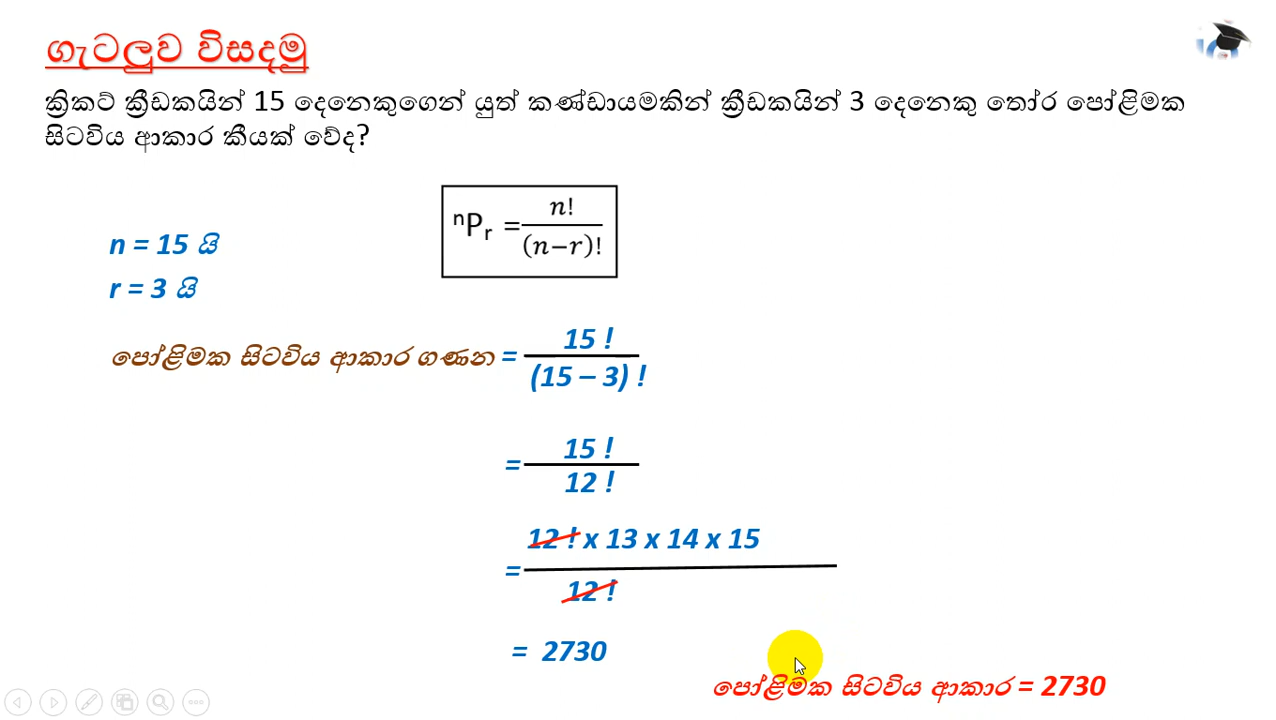 ගැටලුව විසදමු
ක්‍රිකට් ක්‍රීඩකයින් 15 දෙනෙකුගෙන් යුත් කණ්ඩායමකින් ක්‍රීඩකයින් 3 දෙනෙකු තෝර පෝළිමක
සිටවිය ආකාර කීයක් වේද?
ⁿPᵣ = n! / (n−r)!
n = 15 යි
r = 3 යි
පෝළිමක සිටවිය ආකාර ගණන = 15 ! / (15 – 3) !
= 15 ! / 12 !
= 12 ! x 13 x 14 x 15 / 12 !
= 2730
පෝළිමක සිටවිය ආකාර = 2730